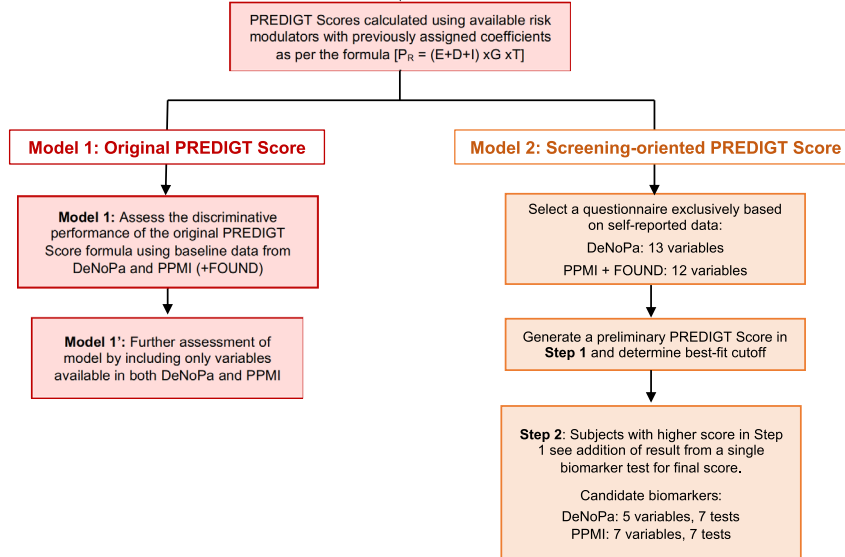 PREDIGT Scores calculated using available risk
modulators with previously assigned coefficients
as per the formula [PR = (E+D+I) xG xT]
Model 1: Original PREDIGT Score
Model 2: Screening-oriented PREDIGT Score
Model 1: Assess the discriminative
performance of the original PREDIGT
Score formula using baseline data from
DeNoPa and PPMI (+FOUND)
Model 1’: Further assessment of
model by including only variables
available in both DeNoPa and PPMI
Select a questionnaire exclusively based
on self-reported data:
DeNoPa: 13 variables
PPMI + FOUND: 12 variables
Generate a preliminary PREDIGT Score in
Step 1 and determine best-fit cutoff
Step 2: Subjects with higher score in Step
1 see addition of result from a single
biomarker test for final score.
Candidate biomarkers:
DeNoPa: 5 variables, 7 tests
PPMI: 7 variables, 7 tests